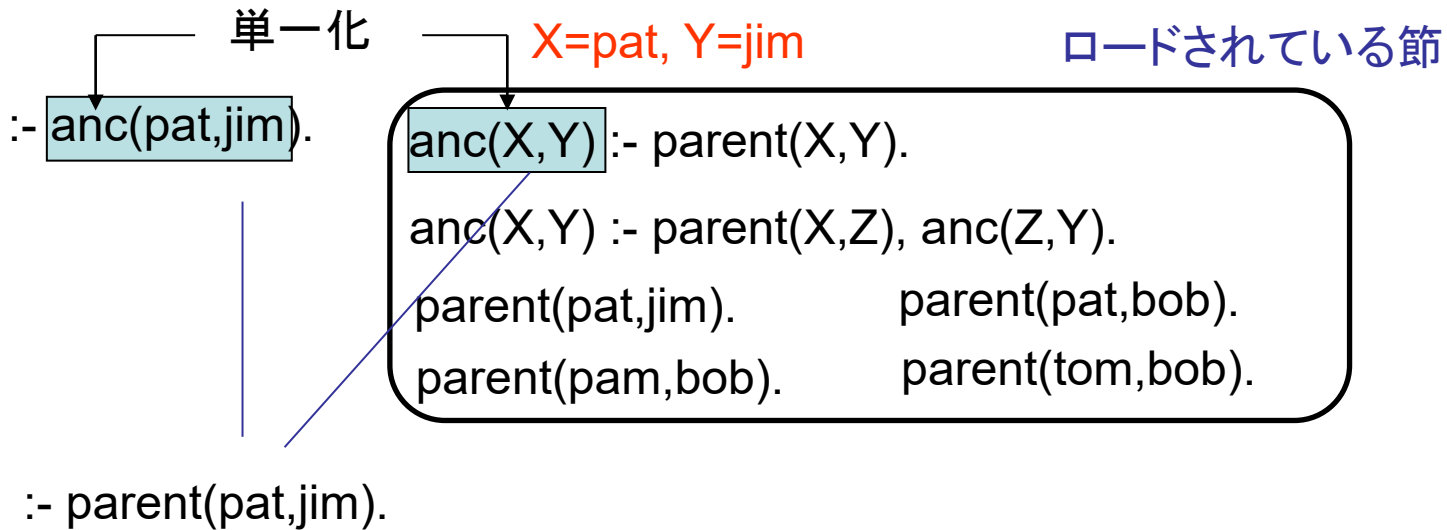 単一化
X=pat, Y=jim
ロードされている節
:- anc(pat,jim).
anc(X,Y) :- parent(X,Y).
anc(X,Y) :- parent(X,Z), anc(Z,Y).
parent(pat,jim). parent(pat,bob).
parent(pam,bob). parent(tom,bob).
:- parent(pat,jim).